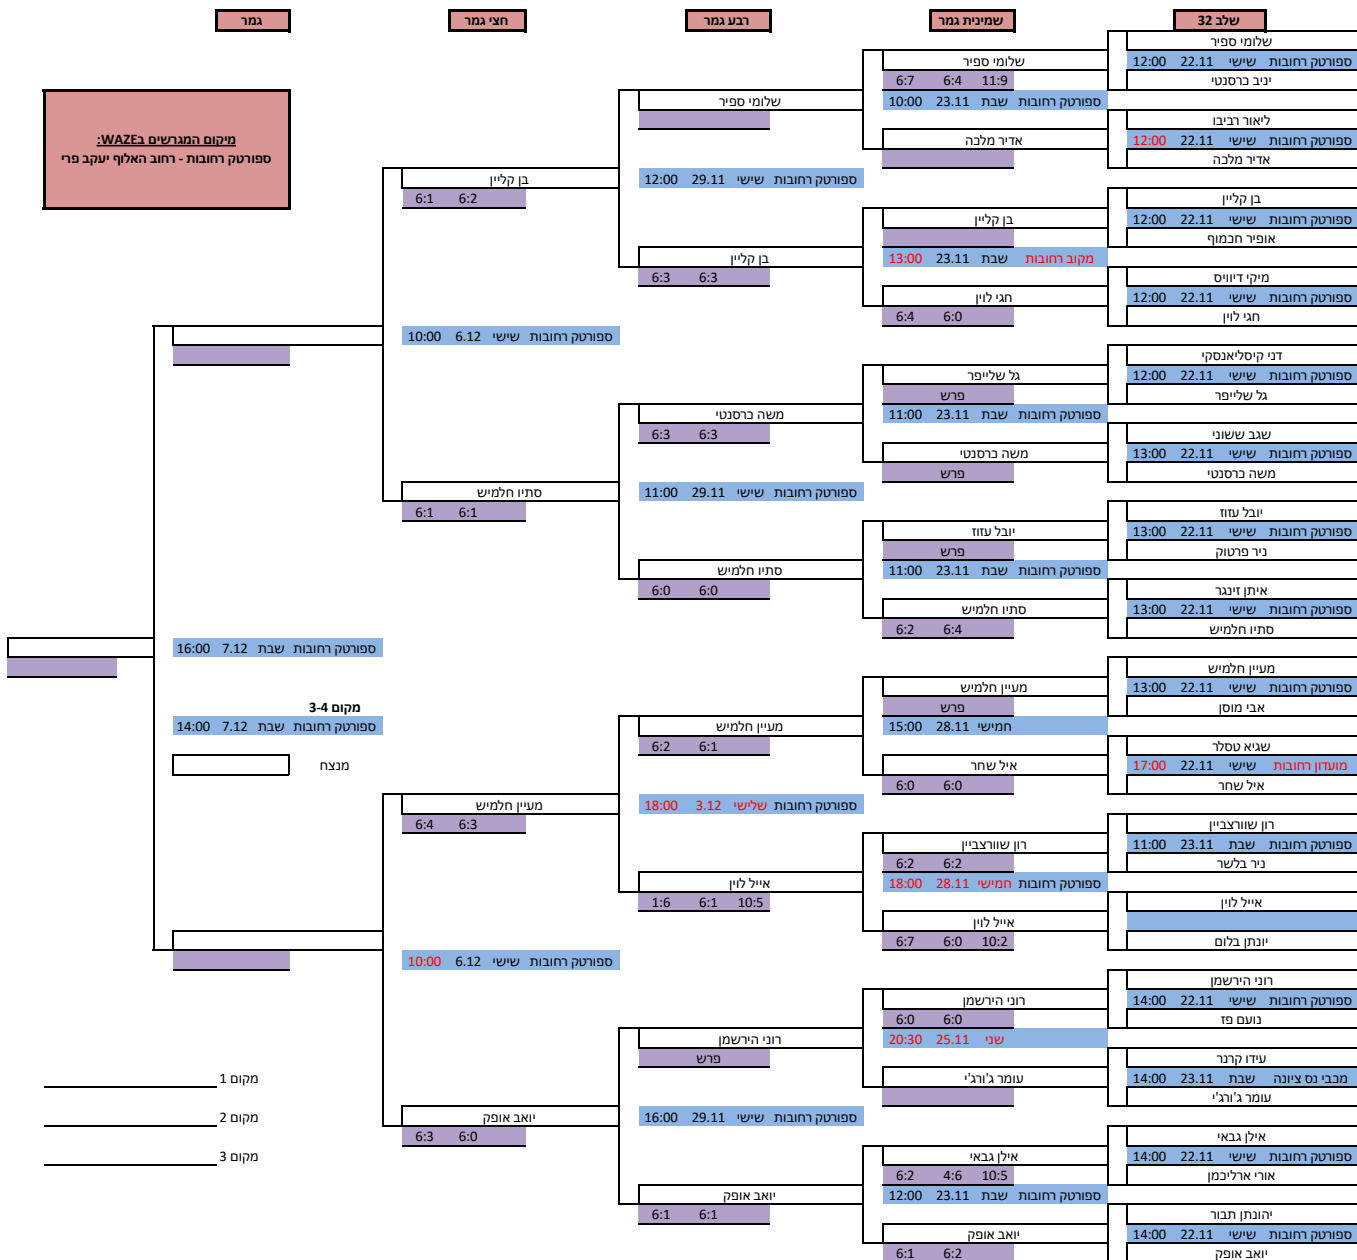 שלב 32
שמינית גמר
רבע גמר
חצי גמר
גמר
שלומי ספיר
ספורטק רחובות שישי 22.11 12:00
יניב כרסנטי
ליאור רביבו
ספורטק רחובות שישי 22.11 12:00
אדיר מלכה
בן קליין
ספורטק רחובות שישי 22.11 12:00
אופיר חכמוף
מיקי דיוויס
ספורטק רחובות שישי 22.11 12:00
חגי לוין
דני קיסליאנסקי
ספורטק רחובות שישי 22.11 12:00
גל שלייפר
שגב ששוני
ספורטק רחובות שישי 22.11 13:00
משה כרסנטי
יובל עזוז
ספורטק רחובות שישי 22.11 13:00
ניר פרטוק
איתן זינגר
ספורטק רחובות שישי 22.11 13:00
סתיו חלמיש
מעיין חלמיש
ספורטק רחובות שישי 22.11 13:00
אבי מוסן
שגיא טסלר
מועדון רחובות שישי 22.11 17:00
איל שחר
רון שוורצביין
ספורטק רחובות שבת 23.11 11:00
ניר בלשר
אייל לוין
יונתן בלום
רוני הירשמן
ספורטק רחובות שישי 22.11 14:00
נועם פז
עידו קרנר
מכבי נס ציונה שבת 23.11 14:00
עומר ג'ורג'י
אילן גבאי
ספורטק רחובות שישי 22.11 14:00
אורי ארליכמן
יהונתן תבור
ספורטק רחובות שישי 22.11 14:00
יואב אופק
שלומי ספיר
6:7 6:4 11:9
ספורטק רחובות שבת 23.11 10:00
אדיר מלכה
בן קליין
מקוב רחובות שבת 23.11 13:00
חגי לוין
6:4 6:0
גל שלייפר
פרש
ספורטק רחובות שבת 23.11 11:00
משה כרסנטי
פרש
יובל עזוז
פרש
ספורטק רחובות שבת 23.11 11:00
סתיו חלמיש
6:2 6:4
מעיין חלמיש
פרש
חמישי 28.11 15:00
איל שחר
6:0 6:0
רון שוורצביין
6:2 6:2
ספורטק רחובות חמישי 28.11 18:00
אייל לוין
6:7 6:0 10:2
רוני הירשמן
6:0 6:0
שני 25.11 20:30
עומר ג'ורג'י
אילן גבאי
6:2 4:6 10:5
ספורטק רחובות שבת 23.11 12:00
יואב אופק
6:1 6:2
שלומי ספיר
ספורטק רחובות שישי 29.11 12:00
בן קליין
6:3 6:3
משה כרסנטי
6:3 6:3
ספורטק רחובות שישי 29.11 11:00
סתיו חלמיש
6:0 6:0
מעיין חלמיש
6:2 6:1
ספורטק רחובות שלישי 3.12 18:00
אייל לוין
1:6 6:1 10:5
רוני הירשמן
פרש
ספורטק רחובות שישי 29.11 16:00
יואב אופק
6:1 6:1
בן קליין
6:1 6:2
ספורטק רחובות שישי 6.12 10:00
סתיו חלמיש
6:1 6:1
מעיין חלמיש
6:4 6:3
ספורטק רחובות שישי 6.12 10:00
יואב אופק
6:3 6:0
מיקום המגרשים בWAZE:
ספורטק רחובות - רחוב האלוף יעקב פרי
ספורטק רחובות שבת 7.12 16:00
מקום 3-4
ספורטק רחובות שבת 7.12 14:00
מנצח
מקום 1
מקום 2
מקום 3